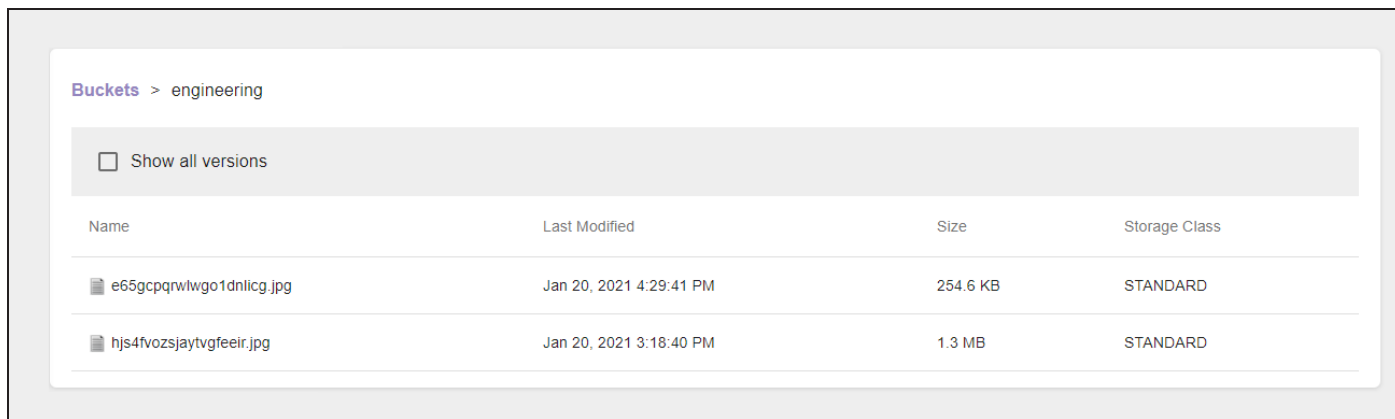 Buckets > engineering
Show all versions
Name Last Modified Size Storage Class
e65gcpqrwlwgo1dnlicg.jpg Jan 20, 2021 4:29:41 PM 254.6 KB STANDARD
hjs4fvozsjaytvgfeeir.jpg Jan 20, 2021 3:18:40 PM 1.3 MB STANDARD